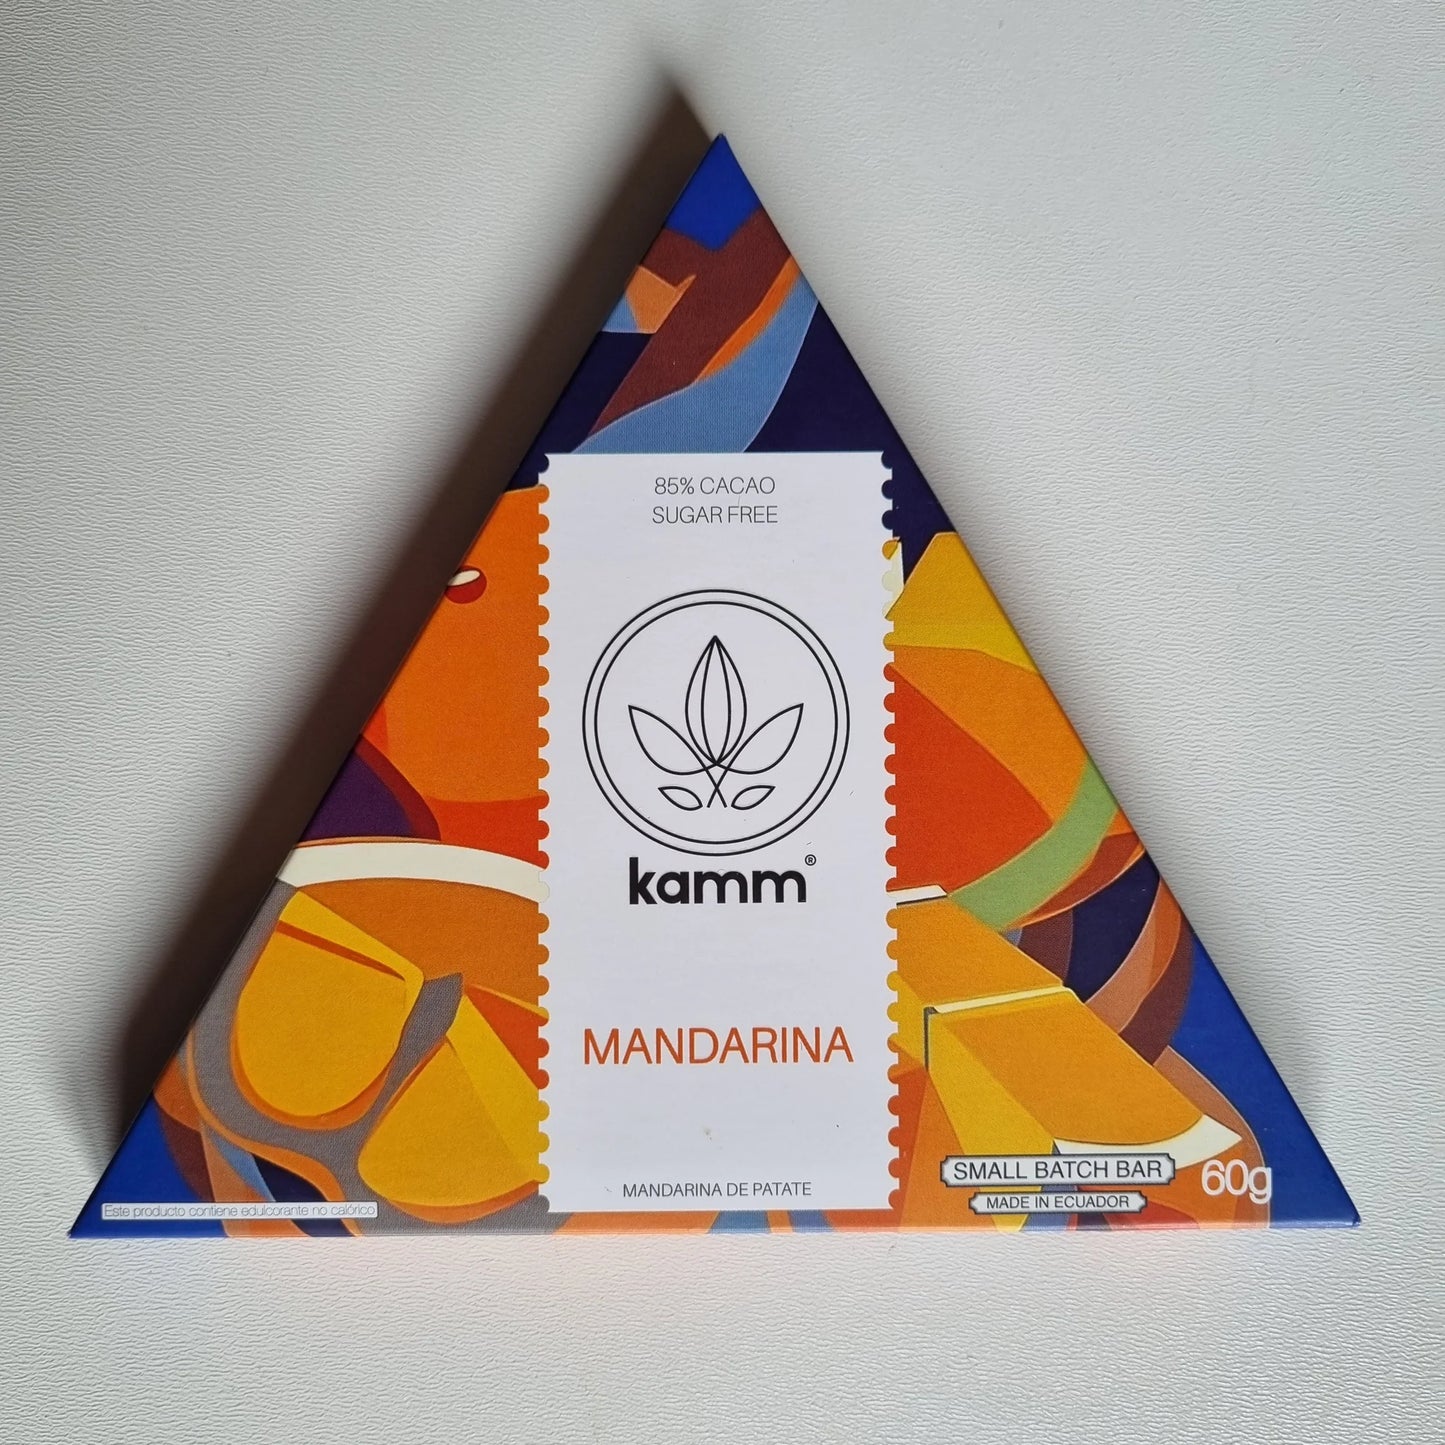 85% CACAO
SUGAR FREE
kamm®
MANDARINA
MANDARINA DE PATATE
Este producto contiene edulcorante no calórico
SMALL BATCH BAR
MADE IN ECUADOR
60g